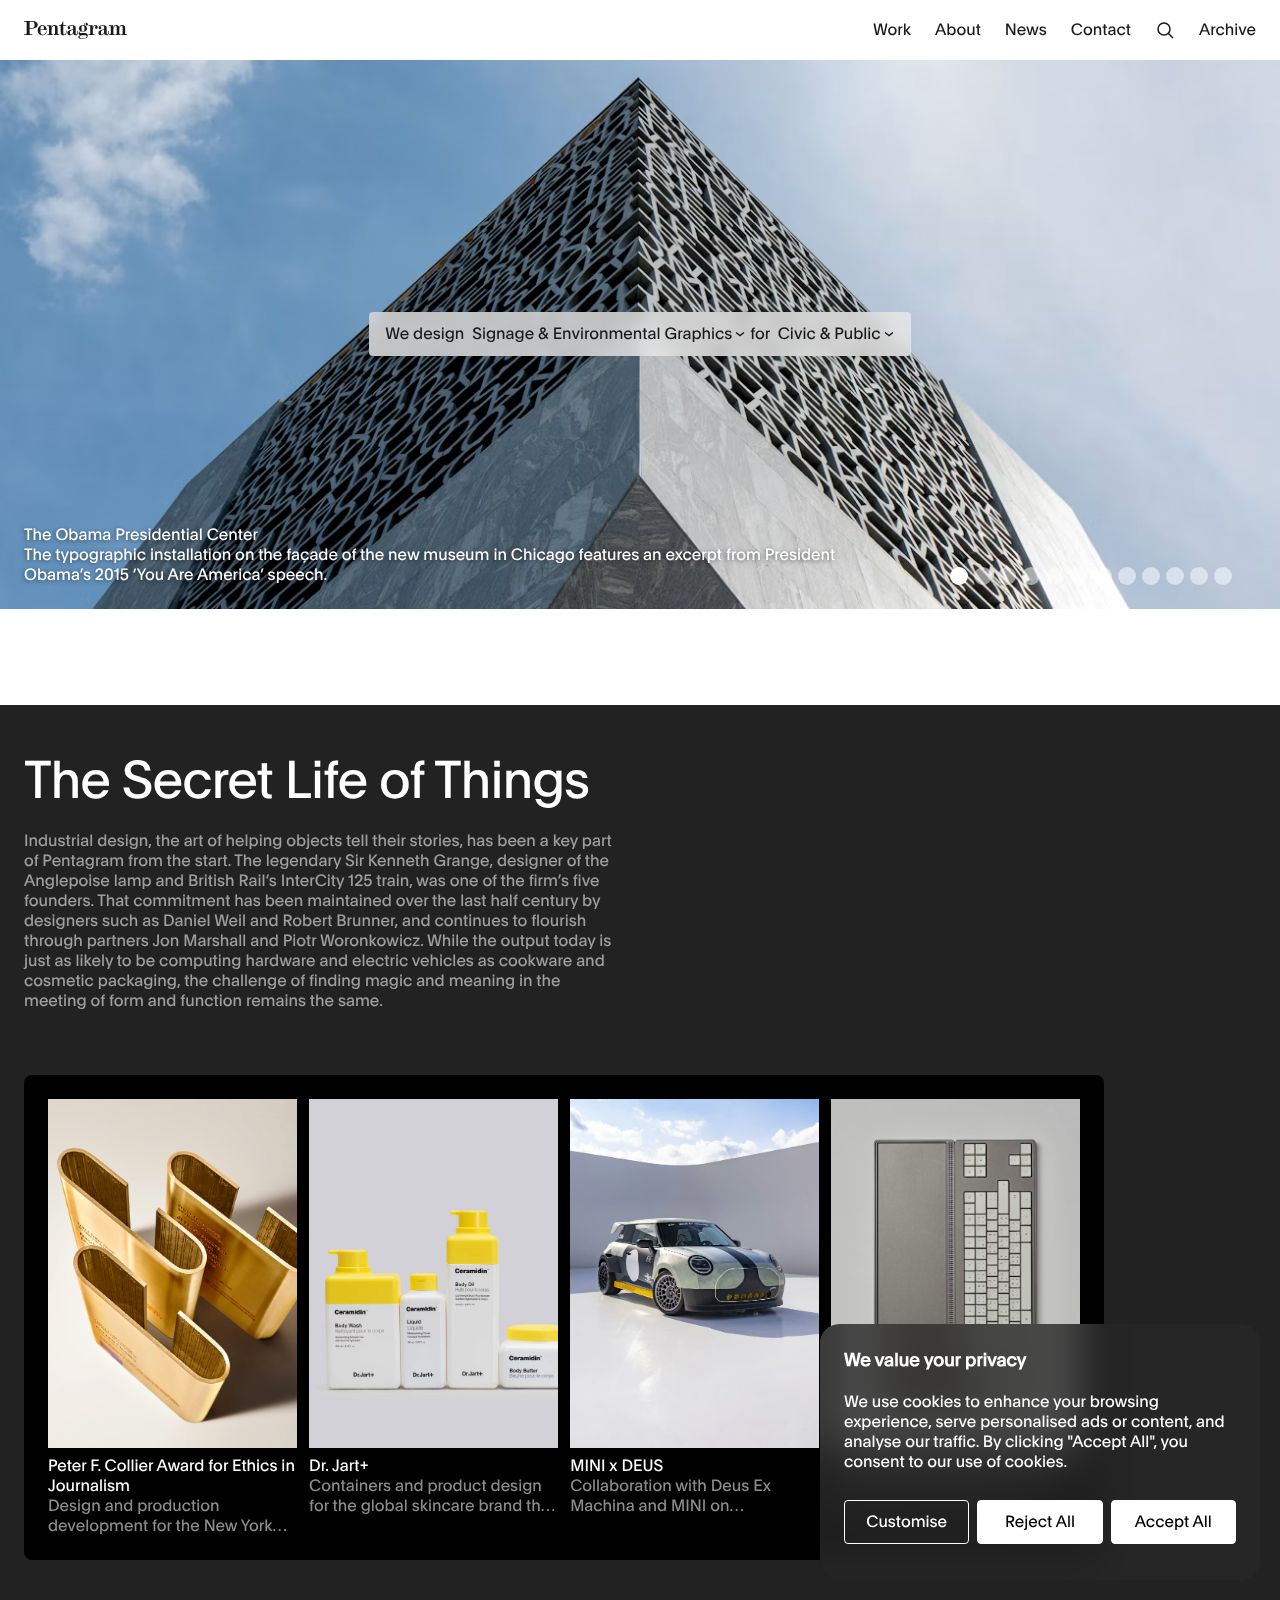 Pentagram
Work About News Contact Archive
We design Signage & Environmental Graphics for Civic & Public
The Obama Presidential Center
The typographic installation on the façade of the new museum in Chicago features an excerpt from President
Obama’s 2015 ‘You Are America’ speech.
The Secret Life of Things
Industrial design, the art of helping objects tell their stories, has been a key part
of Pentagram from the start. The legendary Sir Kenneth Grange, designer of the
Anglepoise lamp and British Rail’s InterCity 125 train, was one of the firm’s five
founders. That commitment has been maintained over the last half century by
designers such as Daniel Weil and Robert Brunner, and continues to flourish
through partners Jon Marshall and Piotr Woronkowicz. While the output today is
just as likely to be computing hardware and electric vehicles as cookware and
cosmetic packaging, the challenge of finding magic and meaning in the
meeting of form and function remains the same.
Ceramidin
Body Wash
Dr.Jart+
Ceramidin
Liquid
Dr.Jart+
Ceramidin
Body Oil
Dr.Jart+
Ceramidin
Body Butter
Peter F. Collier Award for Ethics in
Journalism
Design and production
development for the New York…
Dr. Jart+
Containers and product design
for the global skincare brand th…
MINI x DEUS
Collaboration with Deus Ex
Machina and MINI on…
We value your privacy
We use cookies to enhance your browsing
experience, serve personalised ads or content, and
analyse our traffic. By clicking "Accept All", you
consent to our use of cookies.
Customise Reject All Accept All